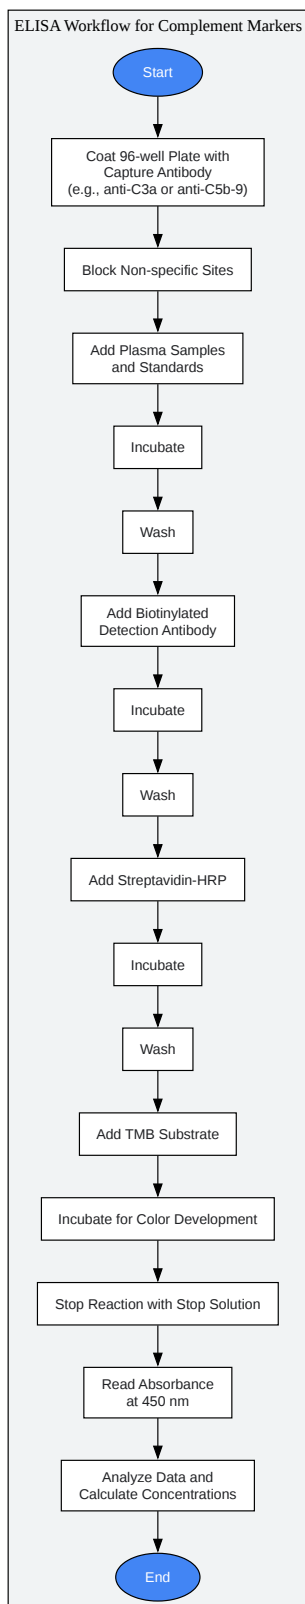 ELISA Workflow for Complement Markers
Start
Coat 96-well Plate with
Capture Antibody
(e.g., anti-C3a or anti-C5b-9)
Block Non-specific Sites
Add Plasma Samples
and Standards
Incubate
Wash
Add Biotinylated
Detection Antibody
Incubate
Wash
Add Streptavidin-HRP
Incubate
Wash
Add TMB Substrate
Incubate for Color Development
Stop Reaction with Stop Solution
Read Absorbance
at 450 nm
Analyze Data and
Calculate Concentrations
End